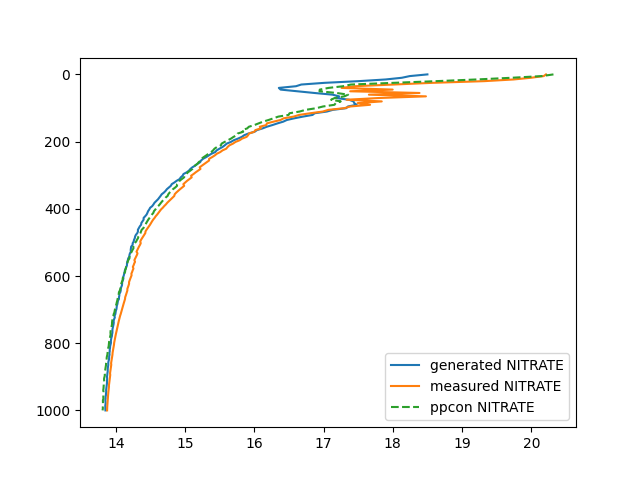 0
200
400
600
800
1000
14 15 16 17 18 19 20
generated NITRATE
measured NITRATE
ppcon NITRATE